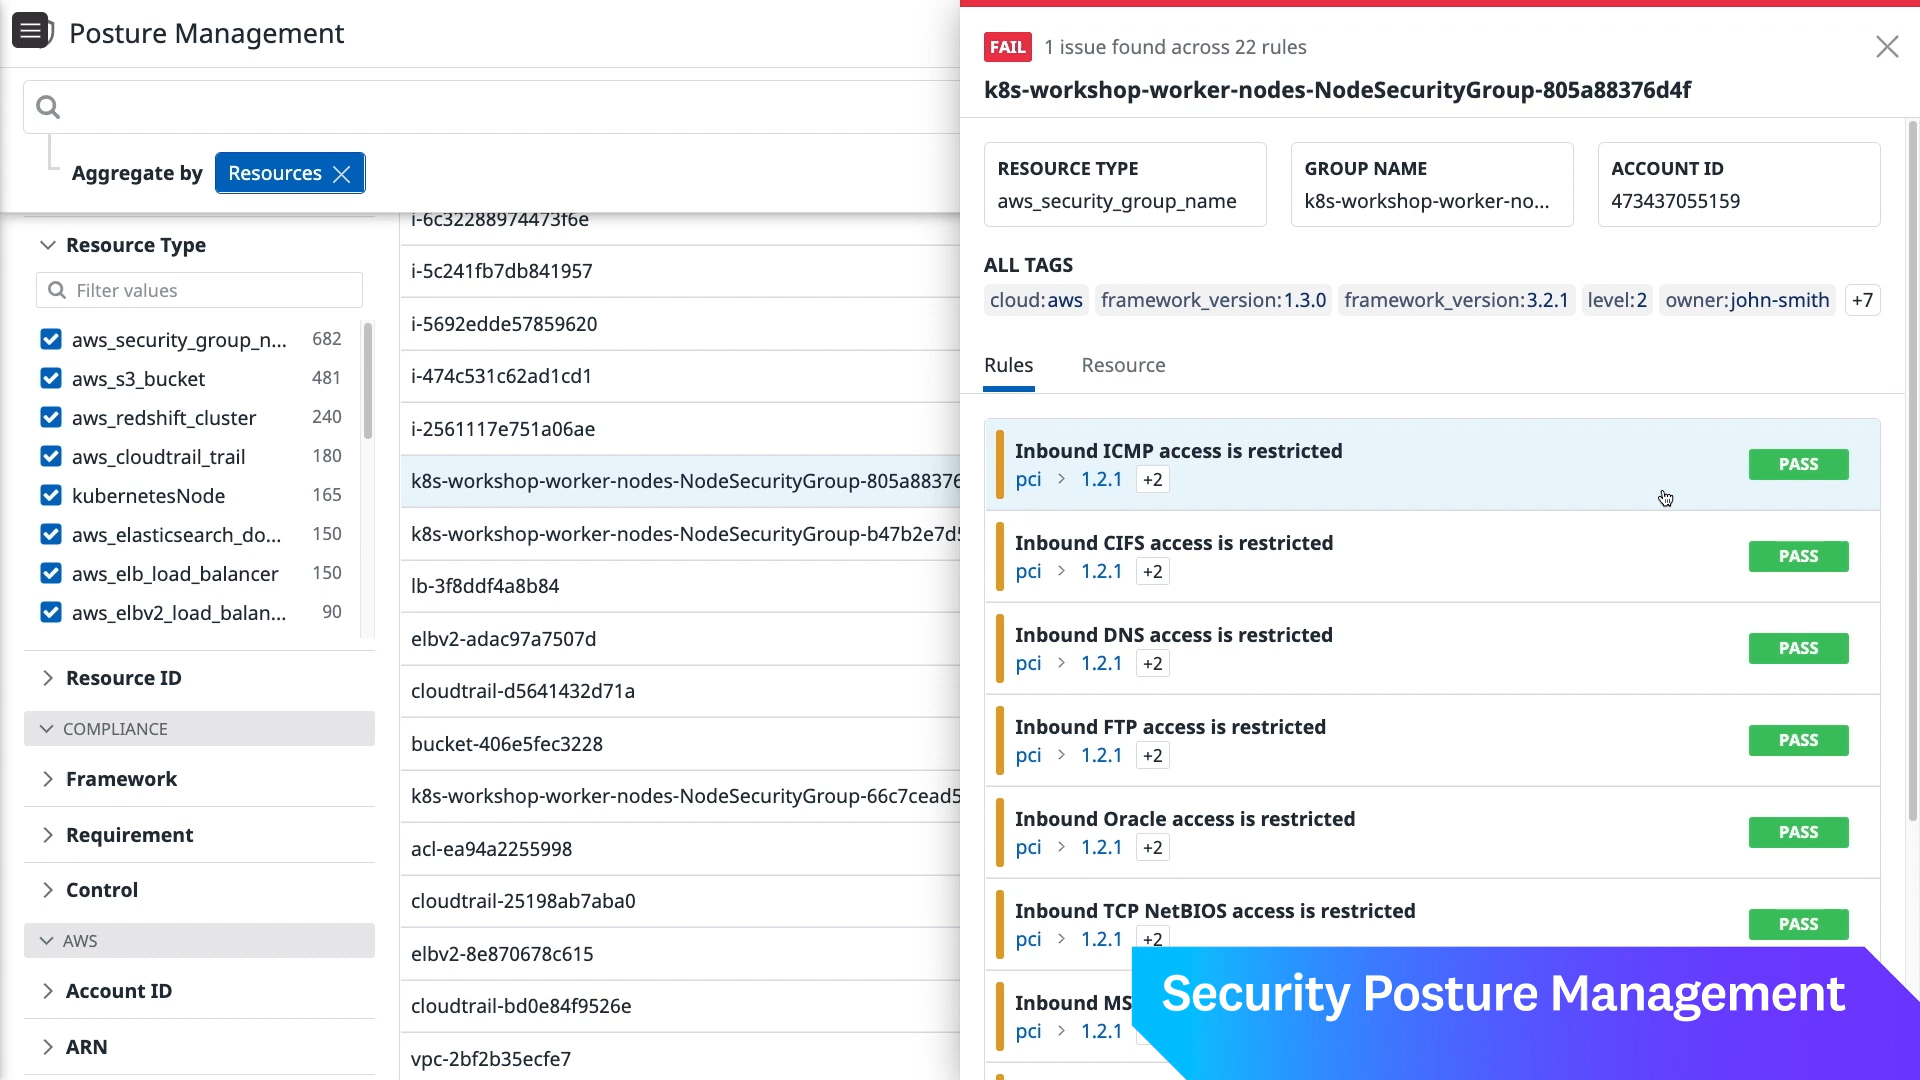 Posture Management
Aggregate by
Resources
Resource Type
Filter values
aws_security_group_n... 682
aws_s3_bucket 481
aws_redshift_cluster 240
aws_cloudtrail_trail 180
kubernetesNode 165
aws_elasticsearch_do... 150
aws_elb_load_balancer 150
aws_elbv2_load_balan... 90
Resource ID
COMPLIANCE
Framework
Requirement
Control
AWS
Account ID
ARN
i-6c32288974473f6e
i-5c241fb7db841957
i-5692edde57859620
i-474c531c62ad1cd1
i-2561117e751a06ae
k8s-workshop-worker-nodes-NodeSecurityGroup-805a88376
k8s-workshop-worker-nodes-NodeSecurityGroup-b47b2e7d5
lb-3f8ddf4a8b84
elbv2-adac97a7507d
cloudtrail-d5641432d71a
bucket-406e5fec3228
k8s-workshop-worker-nodes-NodeSecurityGroup-66c7cead5
acl-ea94a2255998
cloudtrail-25198ab7aba0
elbv2-8e870678c615
cloudtrail-bd0e84f9526e
vpc-2bf2b35ecfe7
FAIL 1 issue found across 22 rules
k8s-workshop-worker-nodes-NodeSecurityGroup-805a88376d4f
RESOURCE TYPE
aws_security_group_name
GROUP NAME
k8s-workshop-worker-no...
ACCOUNT ID
473437055159
ALL TAGS
cloud:aws framework_version:1.3.0 framework_version:3.2.1 level:2 owner:john-smith +7
Rules Resource
Inbound ICMP access is restricted
pci > 1.2.1 +2
PASS
Inbound CIFS access is restricted
pci > 1.2.1 +2
PASS
Inbound DNS access is restricted
pci > 1.2.1 +2
PASS
Inbound FTP access is restricted
pci > 1.2.1 +2
PASS
Inbound Oracle access is restricted
pci > 1.2.1 +2
PASS
Inbound TCP NetBIOS access is restricted
pci > 1.2.1 +2
PASS
Inbound MS
pci > 1.2.1
Security Posture Management